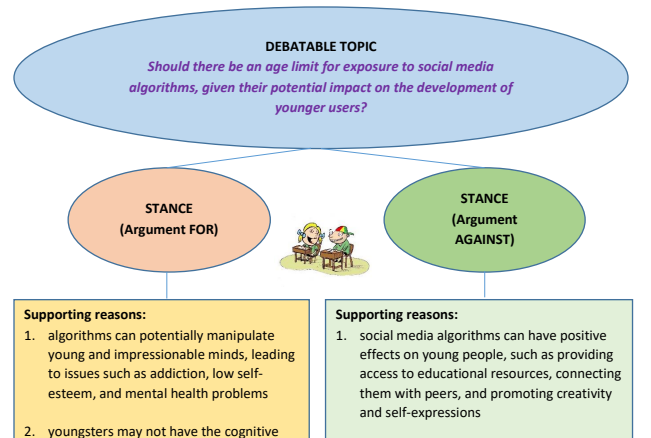 DEBATABLE TOPIC
Should there be an age limit for exposure to social media
algorithms, given their potential impact on the development of
younger users?
STANCE
(Argument FOR)
STANCE
(Argument
AGAINST)
Supporting reasons:
1. algorithms can potentially manipulate
young and impressionable minds, leading
to issues such as addiction, low self-
esteem, and mental health problems
2. youngsters may not have the cognitive
Supporting reasons:
1. social media algorithms can have positive
effects on young people, such as providing
access to educational resources, connecting
them with peers, and promoting creativity
and self-expressions